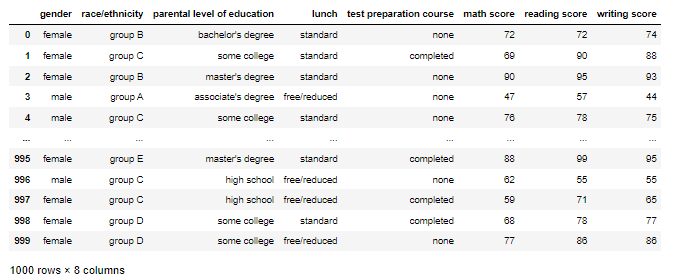 gender race/ethnicity parental level of education lunch test preparation course math score reading score writing score
0 female group B bachelor's degree standard none 72 72 74
1 female group C some college standard completed 69 90 88
2 female group B master's degree standard none 90 95 93
3 male group A associate's degree free/reduced none 47 57 44
4 male group C some college standard none 76 78 75
... ... ... ... ... ... ... ... ...
995 female group E master's degree standard completed 88 99 95
996 male group C high school free/reduced none 62 55 55
997 female group C high school free/reduced completed 59 71 65
998 female group D some college standard completed 68 78 77
999 female group D some college free/reduced none 77 86 86
1000 rows × 8 columns